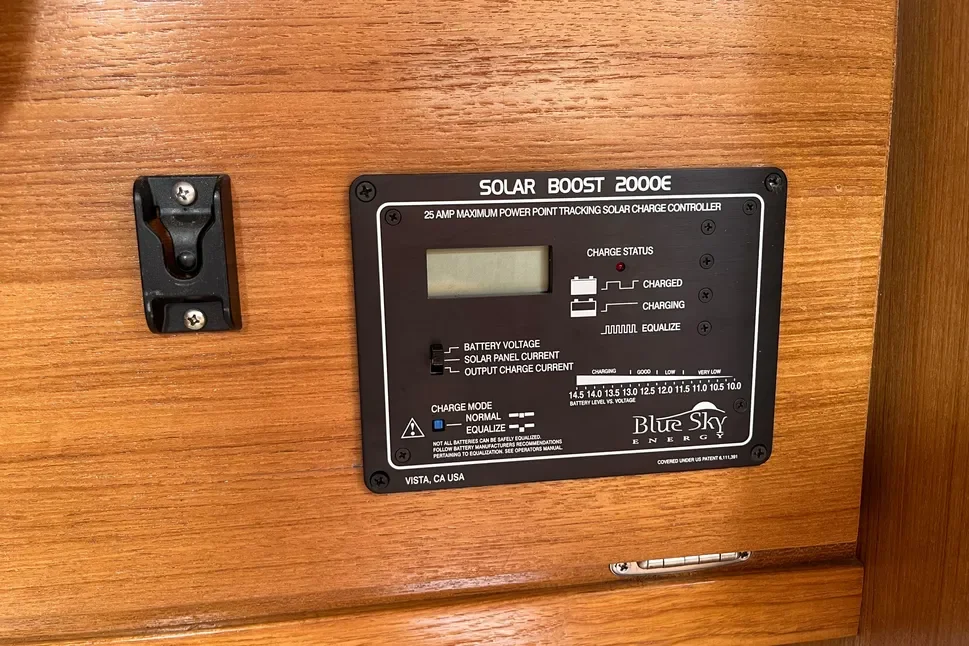 SOLAR BOOST 2000E
25 AMP MAXIMUM POWER POINT TRACKING SOLAR CHARGE CONTROLLER
CHARGE STATUS
CHARGED
CHARGING
EQUALIZE
BATTERY VOLTAGE
SOLAR PANEL CURRENT
OUTPUT CHARGE CURRENT
CHARGING GOOD LOW VERY LOW
14.5 14.0 13.5 13.0 12.5 12.0 11.5 11.0 10.5 10.0
BATTERY LEVEL VS. VOLTAGE
CHARGE MODE
NORMAL
EQUALIZE
NOT ALL BATTERIES CAN BE SAFELY EQUALIZED.
FOLLOW BATTERY MANUFACTURERS RECOMMENDATIONS
PERTAINING TO EQUALIZATION. SEE OPERATORS MANUAL.
Blue Sky
ENERGY
VISTA, CA USA
COVERED UNDER US PATENT 6,111,391